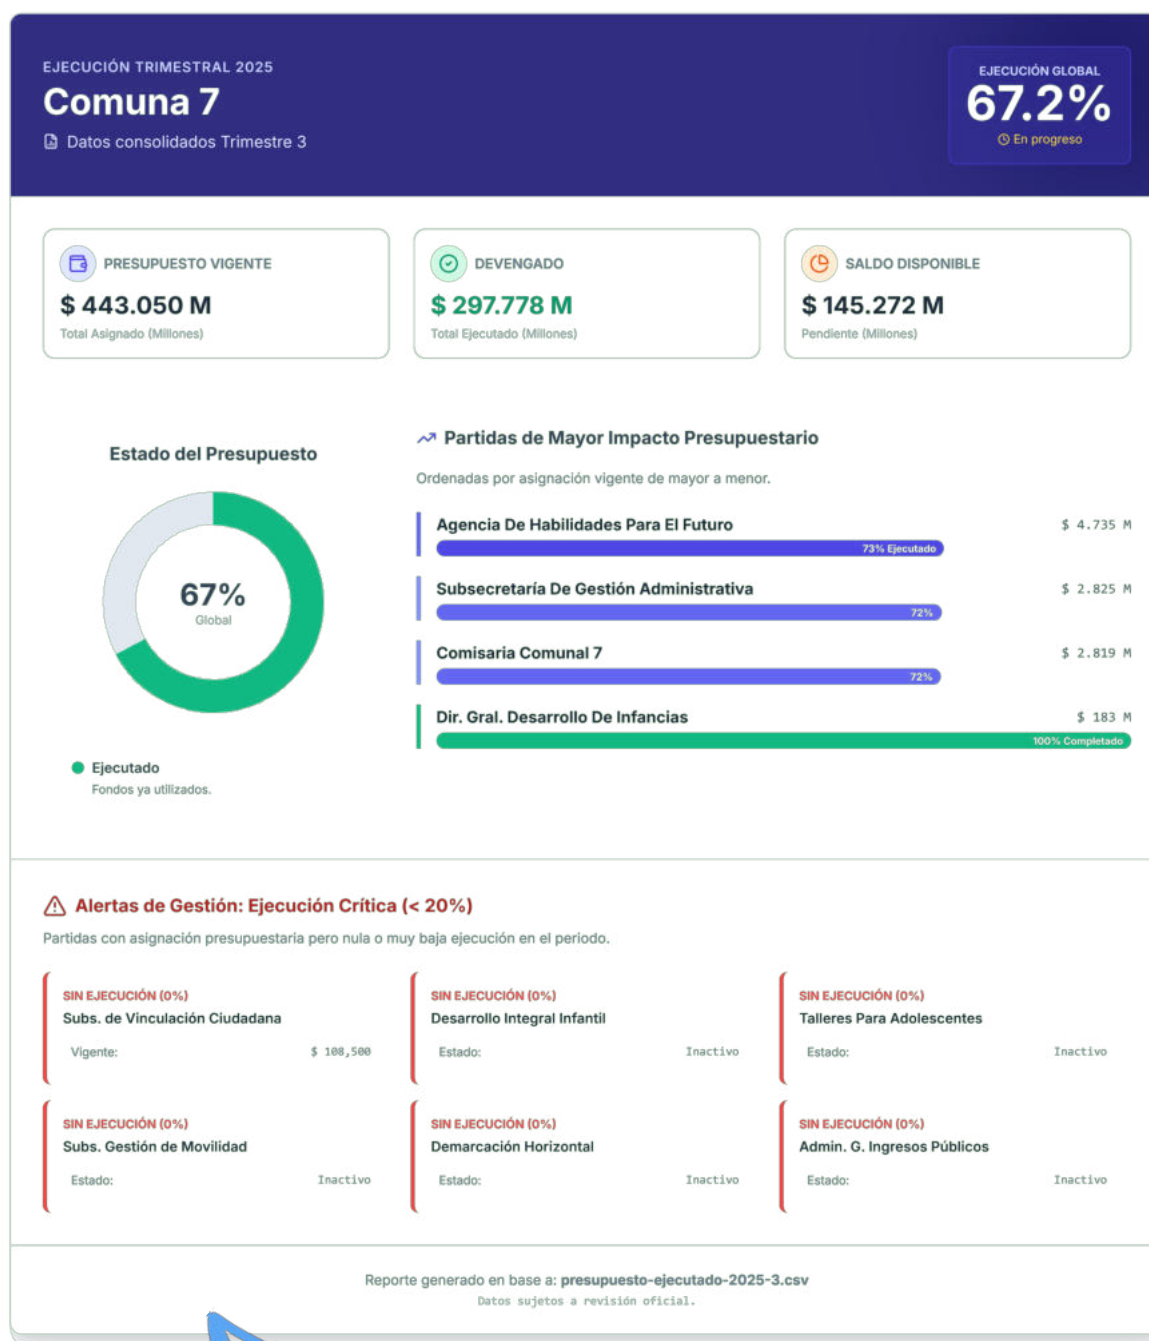 EJECUCIÓN TRIMESTRAL 2025
Comuna 7
Datos consolidados Trimestre 3
EJECUCIÓN GLOBAL
67.2%
En progreso
PRESUPUESTO VIGENTE
$ 443.050 M
Total Asignado (Millones)
DEVENGADO
$ 297.778 M
Total Ejecutado (Millones)
SALDO DISPONIBLE
$ 145.272 M
Pendiente (Millones)
Estado del Presupuesto
67%
Global
Ejecutado
Fondos ya utilizados.
Partidas de Mayor Impacto Presupuestario
Ordenadas por asignación vigente de mayor a menor.
Agencia De Habilidades Para El Futuro $ 4.735 M
73% Ejecutado
Subsecretaría De Gestión Administrativa $ 2.825 M
72%
Comisaria Comunal 7 $ 2.819 M
72%
Dir. Gral. Desarrollo De Infancias $ 183 M
100% Completado
Alertas de Gestión: Ejecución Crítica (< 20%)
Partidas con asignación presupuestaria pero nula o muy baja ejecución en el periodo.
SIN EJECUCIÓN (0%)
Subs. de Vinculación Ciudadana
Vigente: $ 108,500
SIN EJECUCIÓN (0%)
Desarrollo Integral Infantil
Estado: Inactivo
SIN EJECUCIÓN (0%)
Talleres Para Adolescentes
Estado: Inactivo
SIN EJECUCIÓN (0%)
Subs. Gestión de Movilidad
Estado: Inactivo
SIN EJECUCIÓN (0%)
Demarcación Horizontal
Estado: Inactivo
SIN EJECUCIÓN (0%)
Admin. G. Ingresos Públicos
Estado: Inactivo
Reporte generado en base a: presupuesto-ejecutado-2025-3.csv
Datos sujetos a revisión oficial.